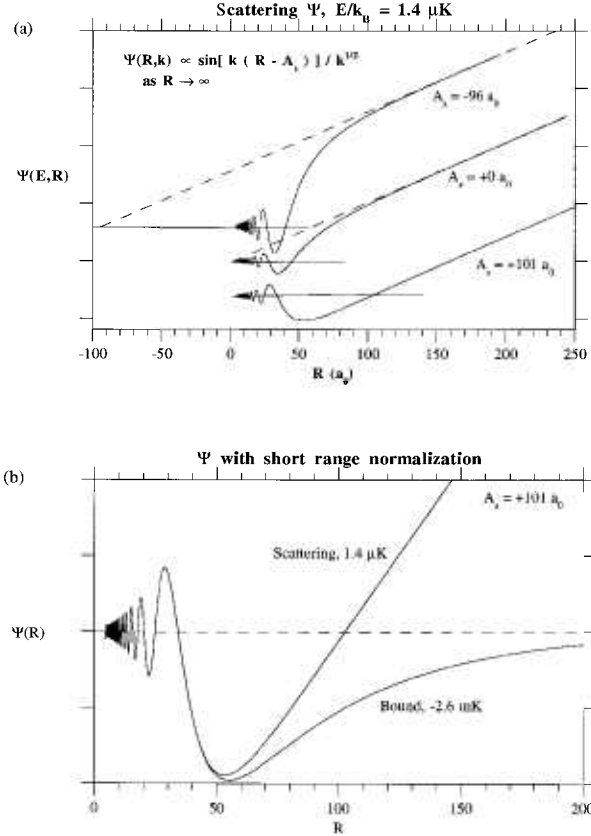 Scattering Ψ, E/k_B = 1.4 μK
(a)
Ψ(R,k) ∝ sin[ k ( R - A_s ) ] / k^1/2
as R → ∞
A_s = -96 a_0
Ψ(E,R)
A_s = +0 a_0
A_s = +101 a_0
-100 -50 0 50 100 150 200 250
R (a_0)
Ψ with short range normalization
(b)
A_s = +101 a_0
Scattering, 1.4 μK
Ψ(R)
Bound, -2.6 mK
0 50 100 150 200
R